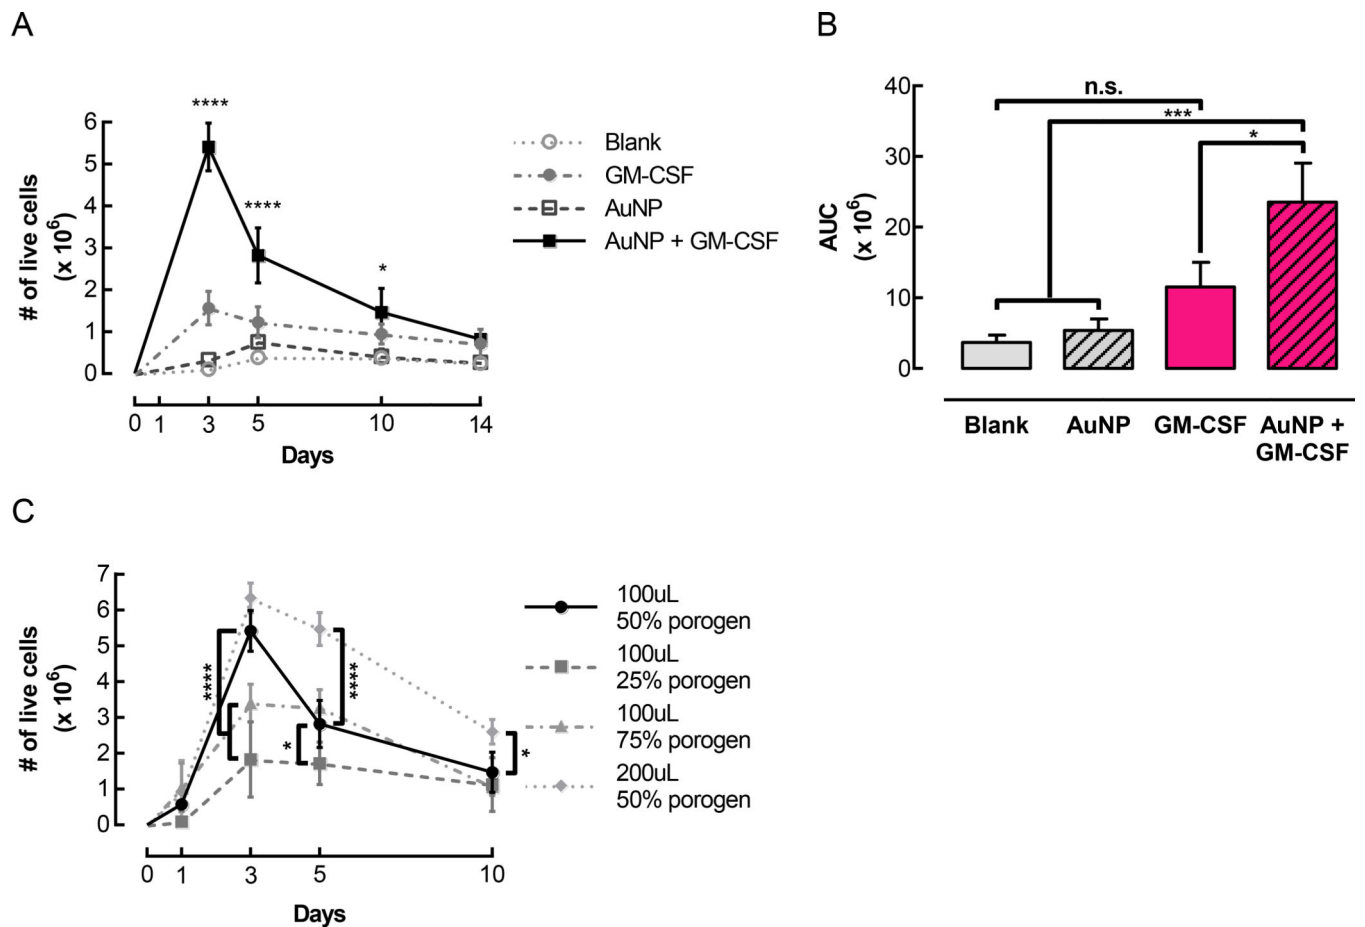 A
****
6
5
4
3
2
1
0
# of live cells
(x 10⁶)
****
*
0 1 3 5 10 14
Days
Blank
GM-CSF
AuNP
AuNP + GM-CSF
B
40
30
20
10
0
AUC
(x 10⁶)
n.s.
***
*
Blank
AuNP
GM-CSF
AuNP +
GM-CSF
C
7
6
5
4
3
2
1
0
# of live cells
(x 10⁶)
****
****
*
*
0 1 3 5 10
Days
100uL
50% porogen
100uL
25% porogen
100uL
75% porogen
200uL
50% porogen